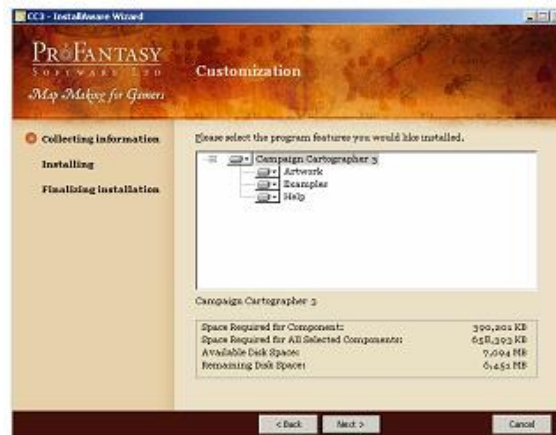 CC3 - InstallAware Wizard
PROFANTASY
SOFTWARE LTD
Map Making for Gamers
Customization
Collecting information
Installing
Finalizing installation
Please select the program features you would like installed.
Campaign Cartographer 3
Artwork
Examples
Help
Campaign Cartographer 3
Space Required for Component: 390,201 KB
Space Required for All Selected Components: 658,393 KB
Available Disk Space: 7,094 MB
Remaining Disk Space: 6,451 MB
< Back Next > Cancel